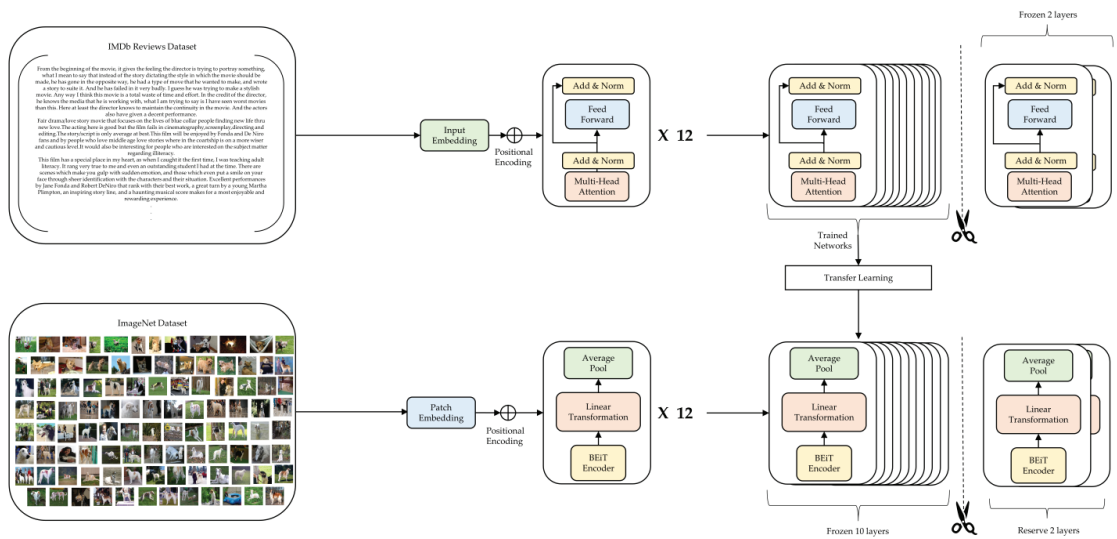 Frozen 2 layers
IMDb Reviews Dataset
From the beginning of the movie, it gives the feeling the director is trying to portray something,
what I mean to say that instead of the story dictating the style in which the movie should be
made, he has gone in the opposite way, he had a type of move that he wanted to make, and wrote
a story to suite it. And he has failed in it very badly. I guess he was trying to make a stylish
movie. Any way I think this movie is a total waste of time and effort. In the credit of the director,
he knows the media that he is working with, what I am trying to say is I have seen worst movies
than this. Here at least the director knows to maintain the continuity in the movie. And the actors
also have given a decent performance.
Fair drama/love story movie that focuses on the lives of blue collar people finding new life thru
new love.The acting here is good but the film fails in cinematography,screenplay,directing and
editing.The story/script is only average at best.This film will be enjoyed by Fonda and De Niro
fans and by people who love middle age love stories where in the coartship is on a more wiser
and cautious level.It would also be interesting for people who are interested on the subject matter
regarding illiteracy.
This film has a special place in my heart, as when I caught it the first time, I was teaching adult
literacy. It rang very true to me and even an outstanding student I had at the time. There are
scenes which make you gulp with sudden emotion, and those which even put a smile on your
face through sheer identification with the characters and their situation. Excellent performances
by Jane Fonda and Robert DeNiro that rank with their best work, a great turn by a young Martha
Plimpton, an inspiring story line, and a haunting musical score makes for a most enjoyable and
rewarding experience.
.
.
.
Input
Embedding
Positional
Encoding
Add & Norm
Feed
Forward
Add & Norm
Multi-Head
Attention
X 12
Add & Norm
Feed
Forward
Add & Norm
Multi-Head
Attention
Add & Norm
Feed
Forward
Add & Norm
Multi-Head
Attention
Trained
Networks
Transfer Learning
ImageNet Dataset
Patch
Embedding
Positional
Encoding
Average
Pool
Linear
Transformation
BEiT
Encoder
X 12
Average
Pool
Linear
Transformation
BEiT
Encoder
Average
Pool
Linear
Transformation
BEiT
Encoder
Frozen 10 layers
Reserve 2 layers